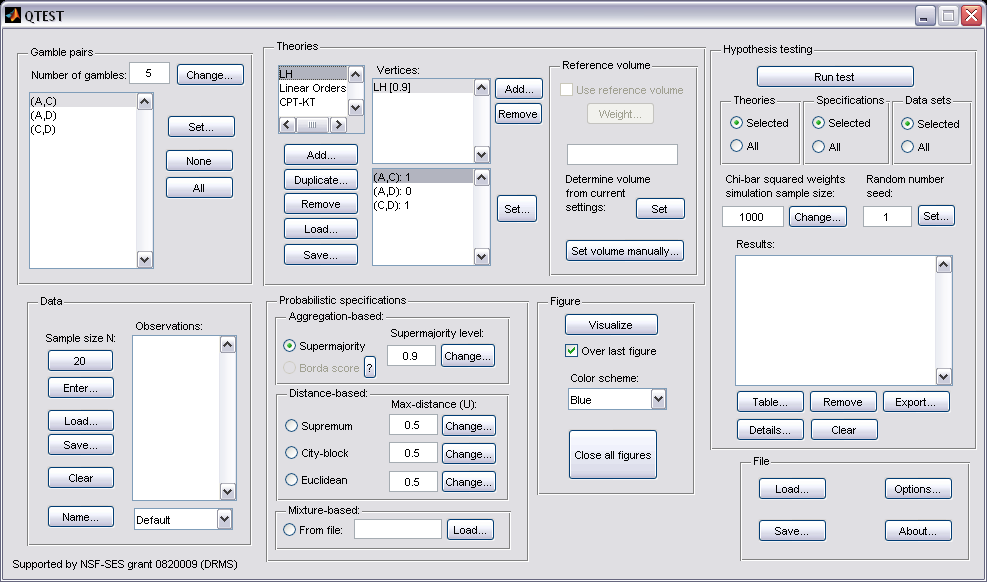 QTEST
Gamble pairs
Number of gambles: 5 Change...
(A,C)
(A,D)
(C,D)
Set...
None
All
Theories
LH
Linear Orders
CPT-KT
Add...
Duplicate...
Remove
Load...
Save...
Vertices:
LH [0.9]
Add...
Remove
(A,C): 1
(A,D): 0
(C,D): 1
Set...
Reference volume
Use reference volume
Weight...
Determine volume
from current
settings:
Set
Set volume manually...
Hypothesis testing
Run test
Theories
Selected
All
Specifications
Selected
All
Data sets
Selected
All
Chi-bar squared weights
simulation sample size:
1000 Change...
Random number
seed:
1 Set...
Results:
Table... Remove Export...
Details... Clear
Data
Sample size N:
20
Enter...
Load...
Save...
Clear
Name...
Observations:
Default
Probabilistic specifications
Aggregation-based:
Supermajority
Borda score ?
Supermajority level:
0.9 Change...
Distance-based:
Max-distance (U):
Supremum 0.5 Change...
City-block 0.5 Change...
Euclidean 0.5 Change...
Mixture-based:
From file: Load...
Figure
Visualize
Over last figure
Color scheme:
Blue
Close all figures
File
Load... Options...
Save... About...
Supported by NSF-SES grant 0820009 (DRMS)